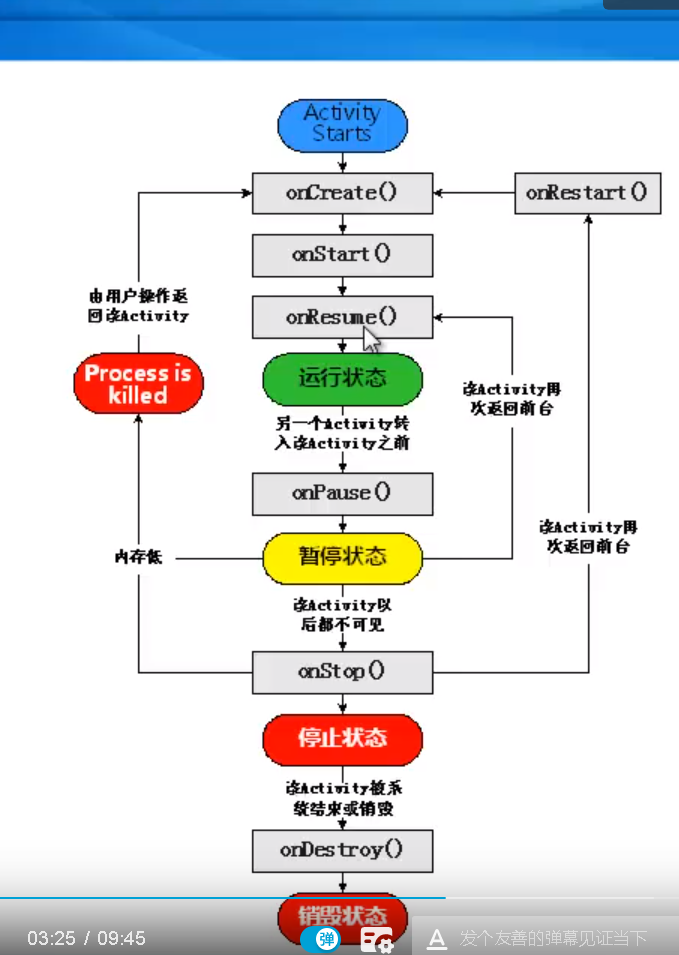 Activity
Starts
onCreate()
onRestart()
onStart()
由用户操作返
回该Activity
onResume()
Process is
killed
运行状态
该Activity再
次返回前台
另一个Activity转
入该Activity之前
onPause()
该Activity再
次返回前台
内存低
暂停状态
该Activity以
后都不可见
onStop()
停止状态
该Activity被系
统结束或销毁
onDestroy()
销毁状态
03:25 / 09:45
弹
A
发个友善的弹幕见证当下